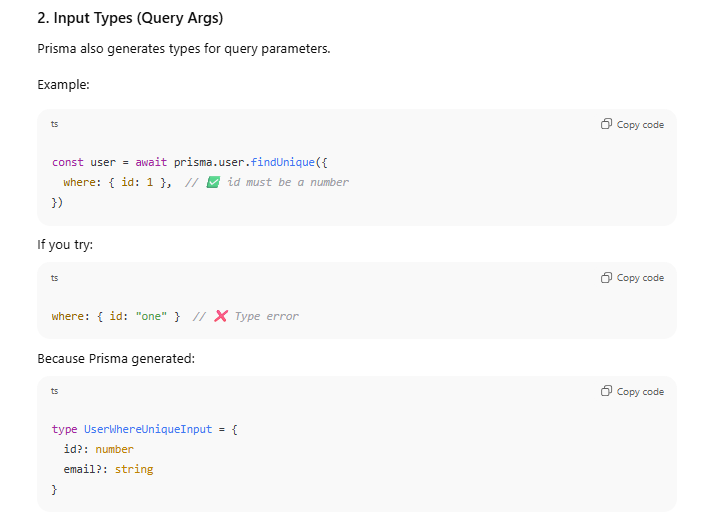 2. Input Types (Query Args)
Prisma also generates types for query parameters.
Example:
ts
Copy code
const user = await prisma.user.findUnique({
  where: { id: 1 },  // ✅ id must be a number
})
If you try:
ts
Copy code
where: { id: "one" }  // ❌ Type error
Because Prisma generated:
ts
Copy code
type UserWhereUniqueInput = {
  id?: number
  email?: string
}